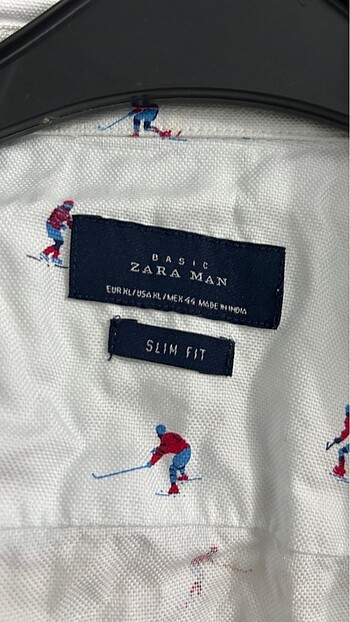 BASIC
ZARA MAN
EUR XL/USA XL/MEX 44 MADE IN INDIA
SLIM FIT